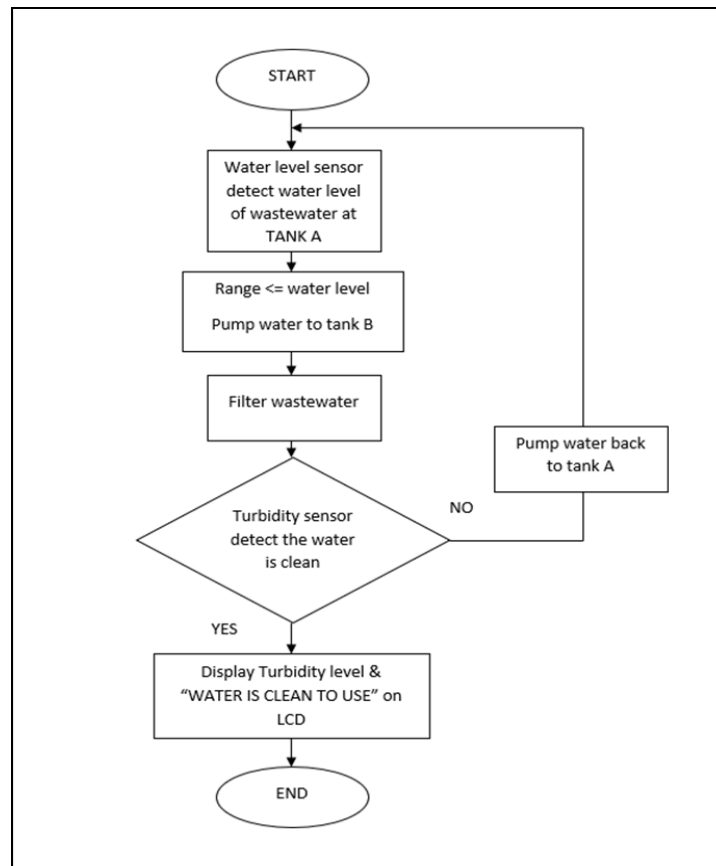 START
Water level sensor
detect water level
of wastewater at
TANK A
Range <= water level
Pump water to tank B
Filter wastewater
Pump water back
to tank A
NO
Turbidity sensor
detect the water
is clean
YES
Display Turbidity level &
“WATER IS CLEAN TO USE” on
LCD
END